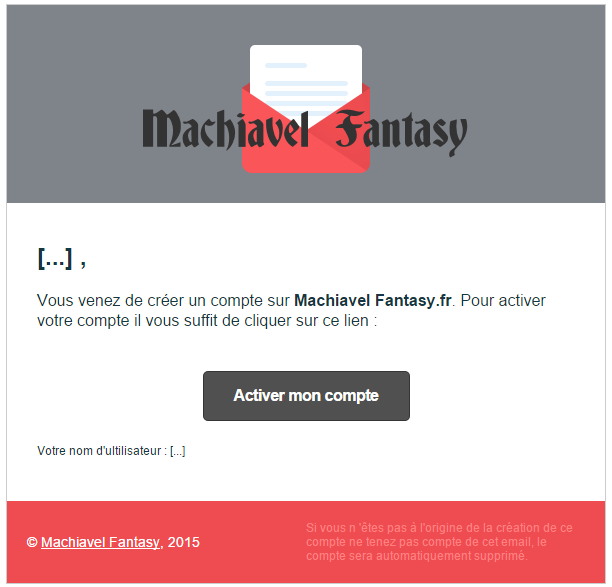 Machiavel Fantasy
[...] ,
Vous venez de créer un compte sur Machiavel Fantasy.fr. Pour activer
votre compte il vous suffit de cliquer sur ce lien :
Activer mon compte
Votre nom d'ultilisateur : [...]
© Machiavel Fantasy, 2015
Si vous n 'êtes pas à l'origine de la création de ce
compte ne tenez pas compte de cet email, le
compte sera automatiquement supprimé.